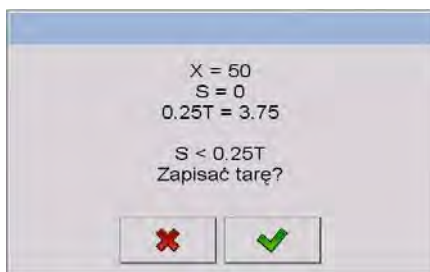 X = 50
S = 0
0.25T = 3.75
S < 0.25T
Zapisać tarę?